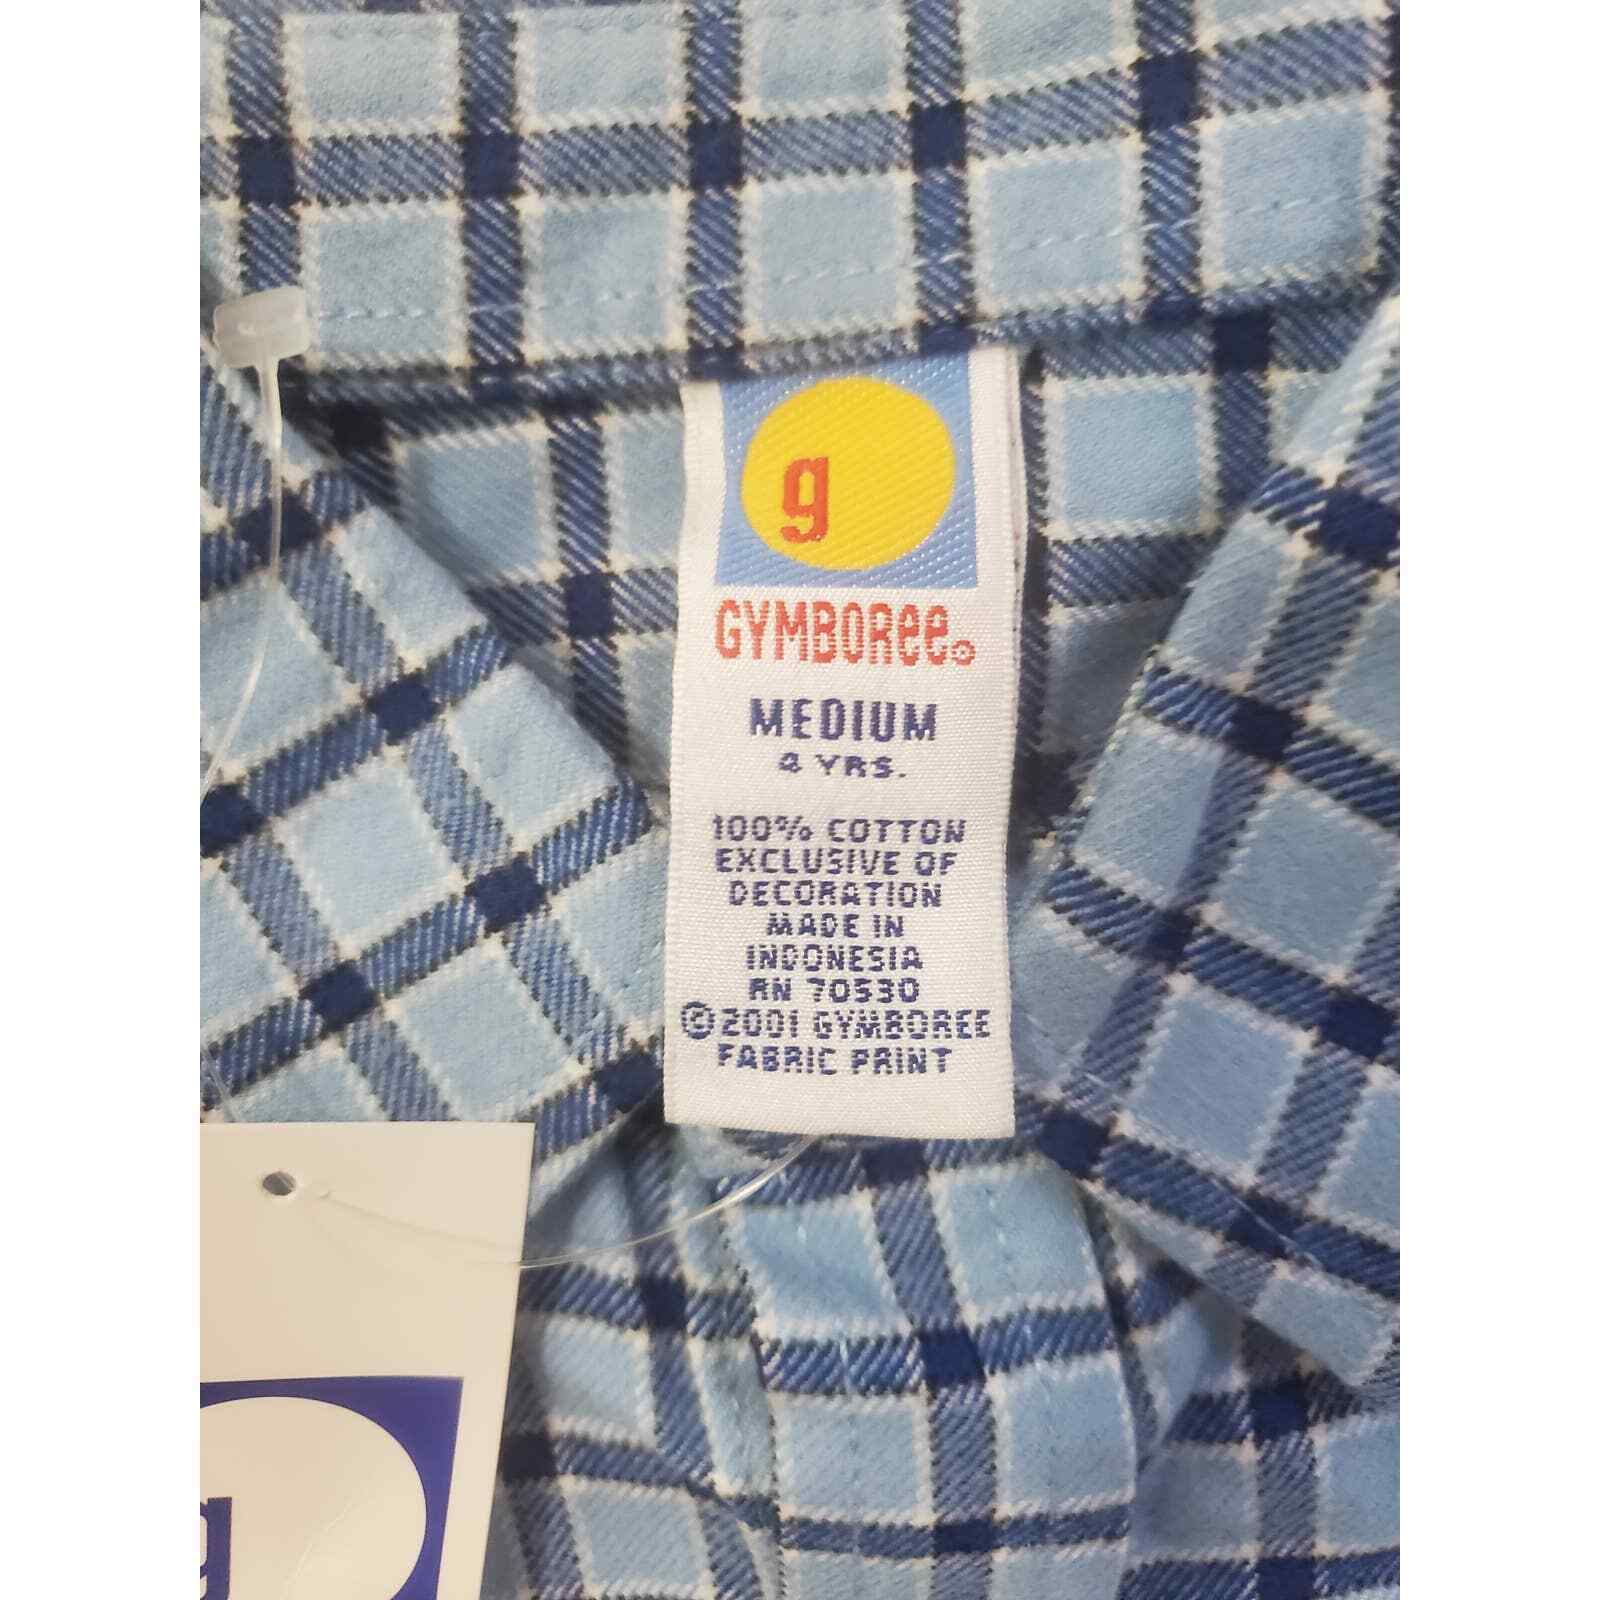 g
GYMBOREE®
MEDIUM
4 YRS.
100% COTTON
EXCLUSIVE OF
DECORATION
MADE IN
INDONESIA
RN 70530
©2001 GYMBOREE
FABRIC PRINT
g